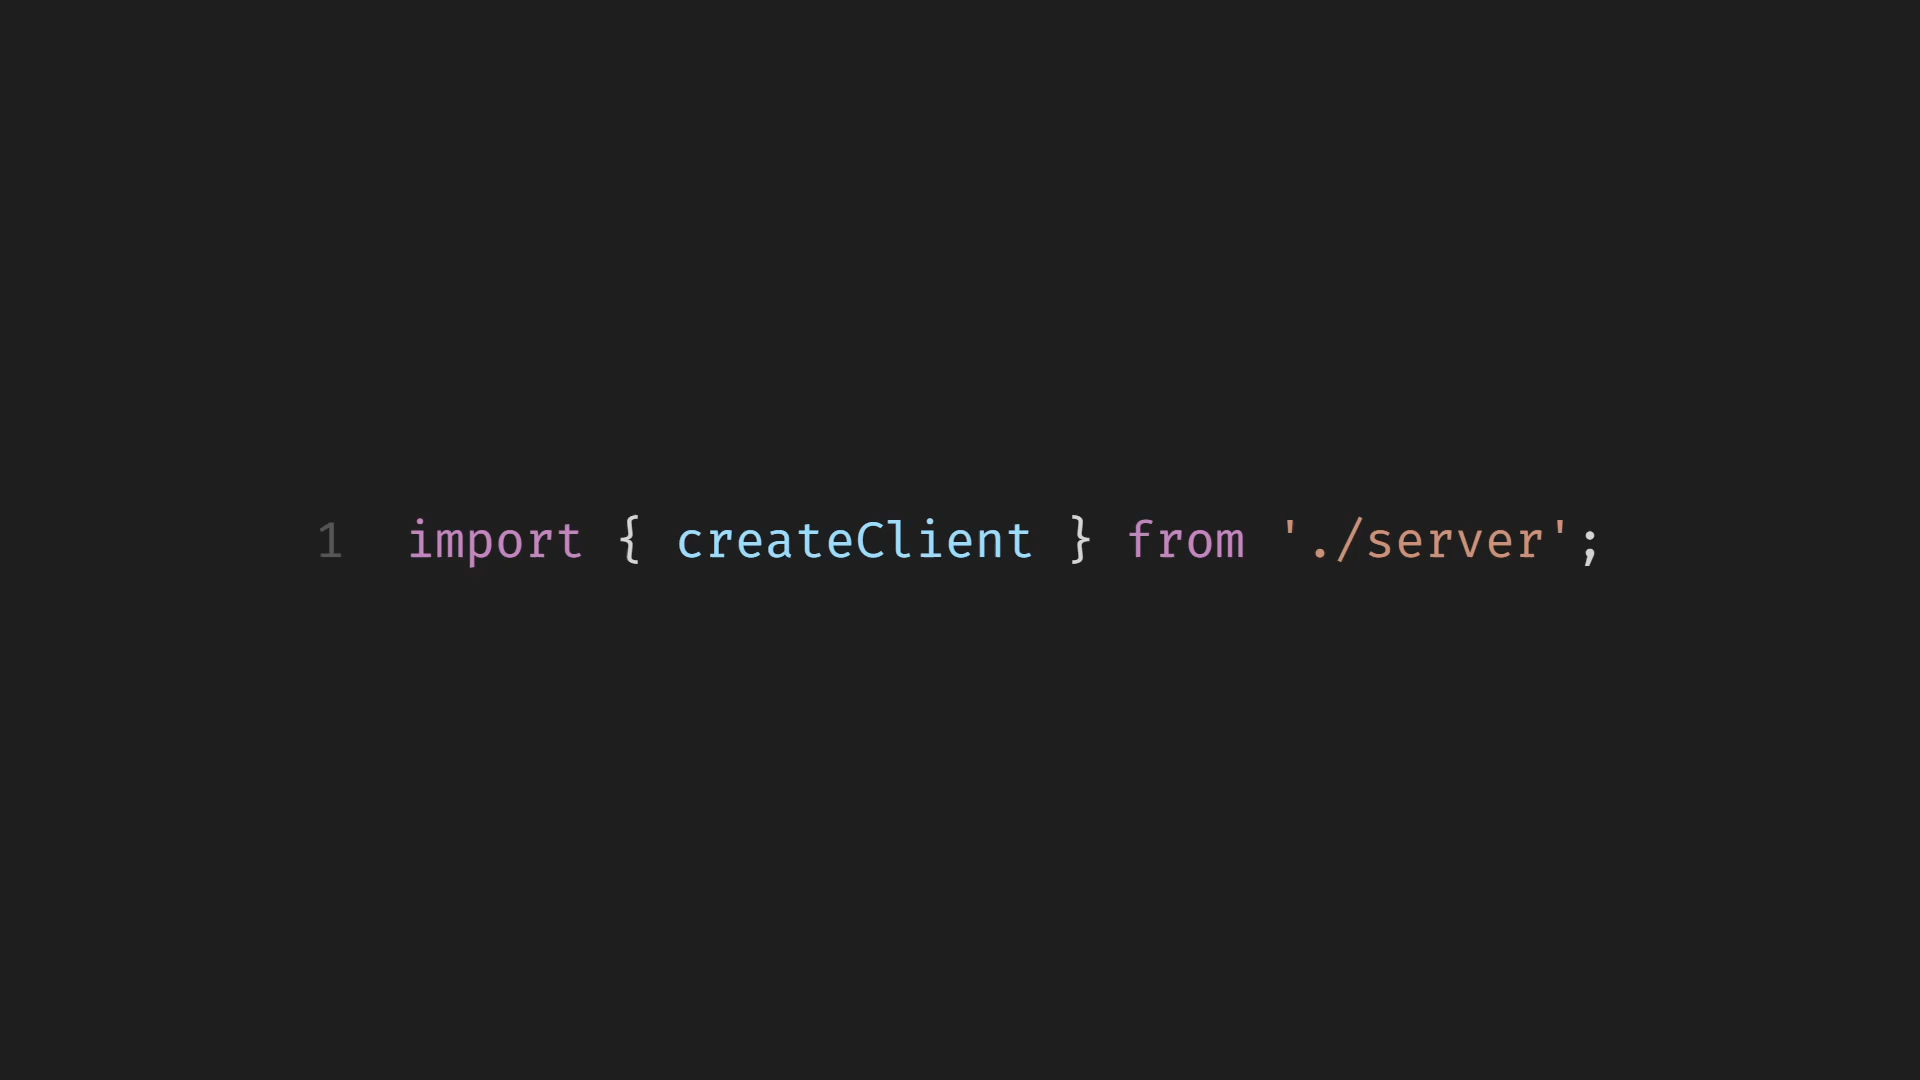 1 import { createClient } from './server';